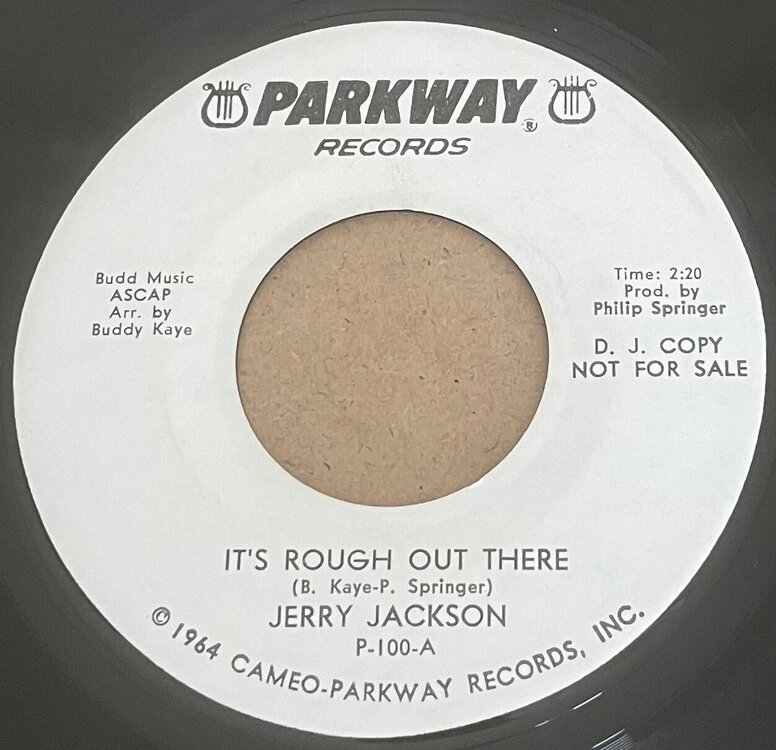 PARKWAY®
RECORDS
Budd Music
ASCAP
Arr. by
Buddy Kaye
Time: 2:20
Prod. by
Philip Springer
D. J. COPY
NOT FOR SALE
IT'S ROUGH OUT THERE
(B. Kaye-P. Springer)
JERRY JACKSON
P-100-A
© 1964 CAMEO-PARKWAY RECORDS, INC.